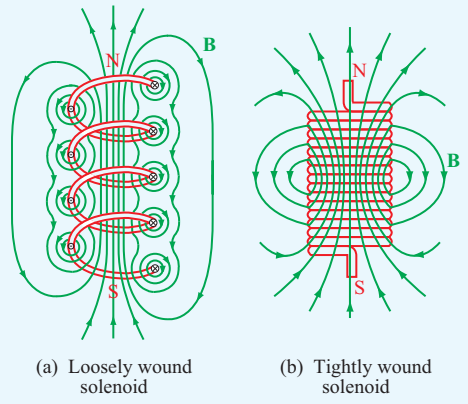 N
B
S
(a) Loosely wound
solenoid
N
B
S
(b) Tightly wound
solenoid